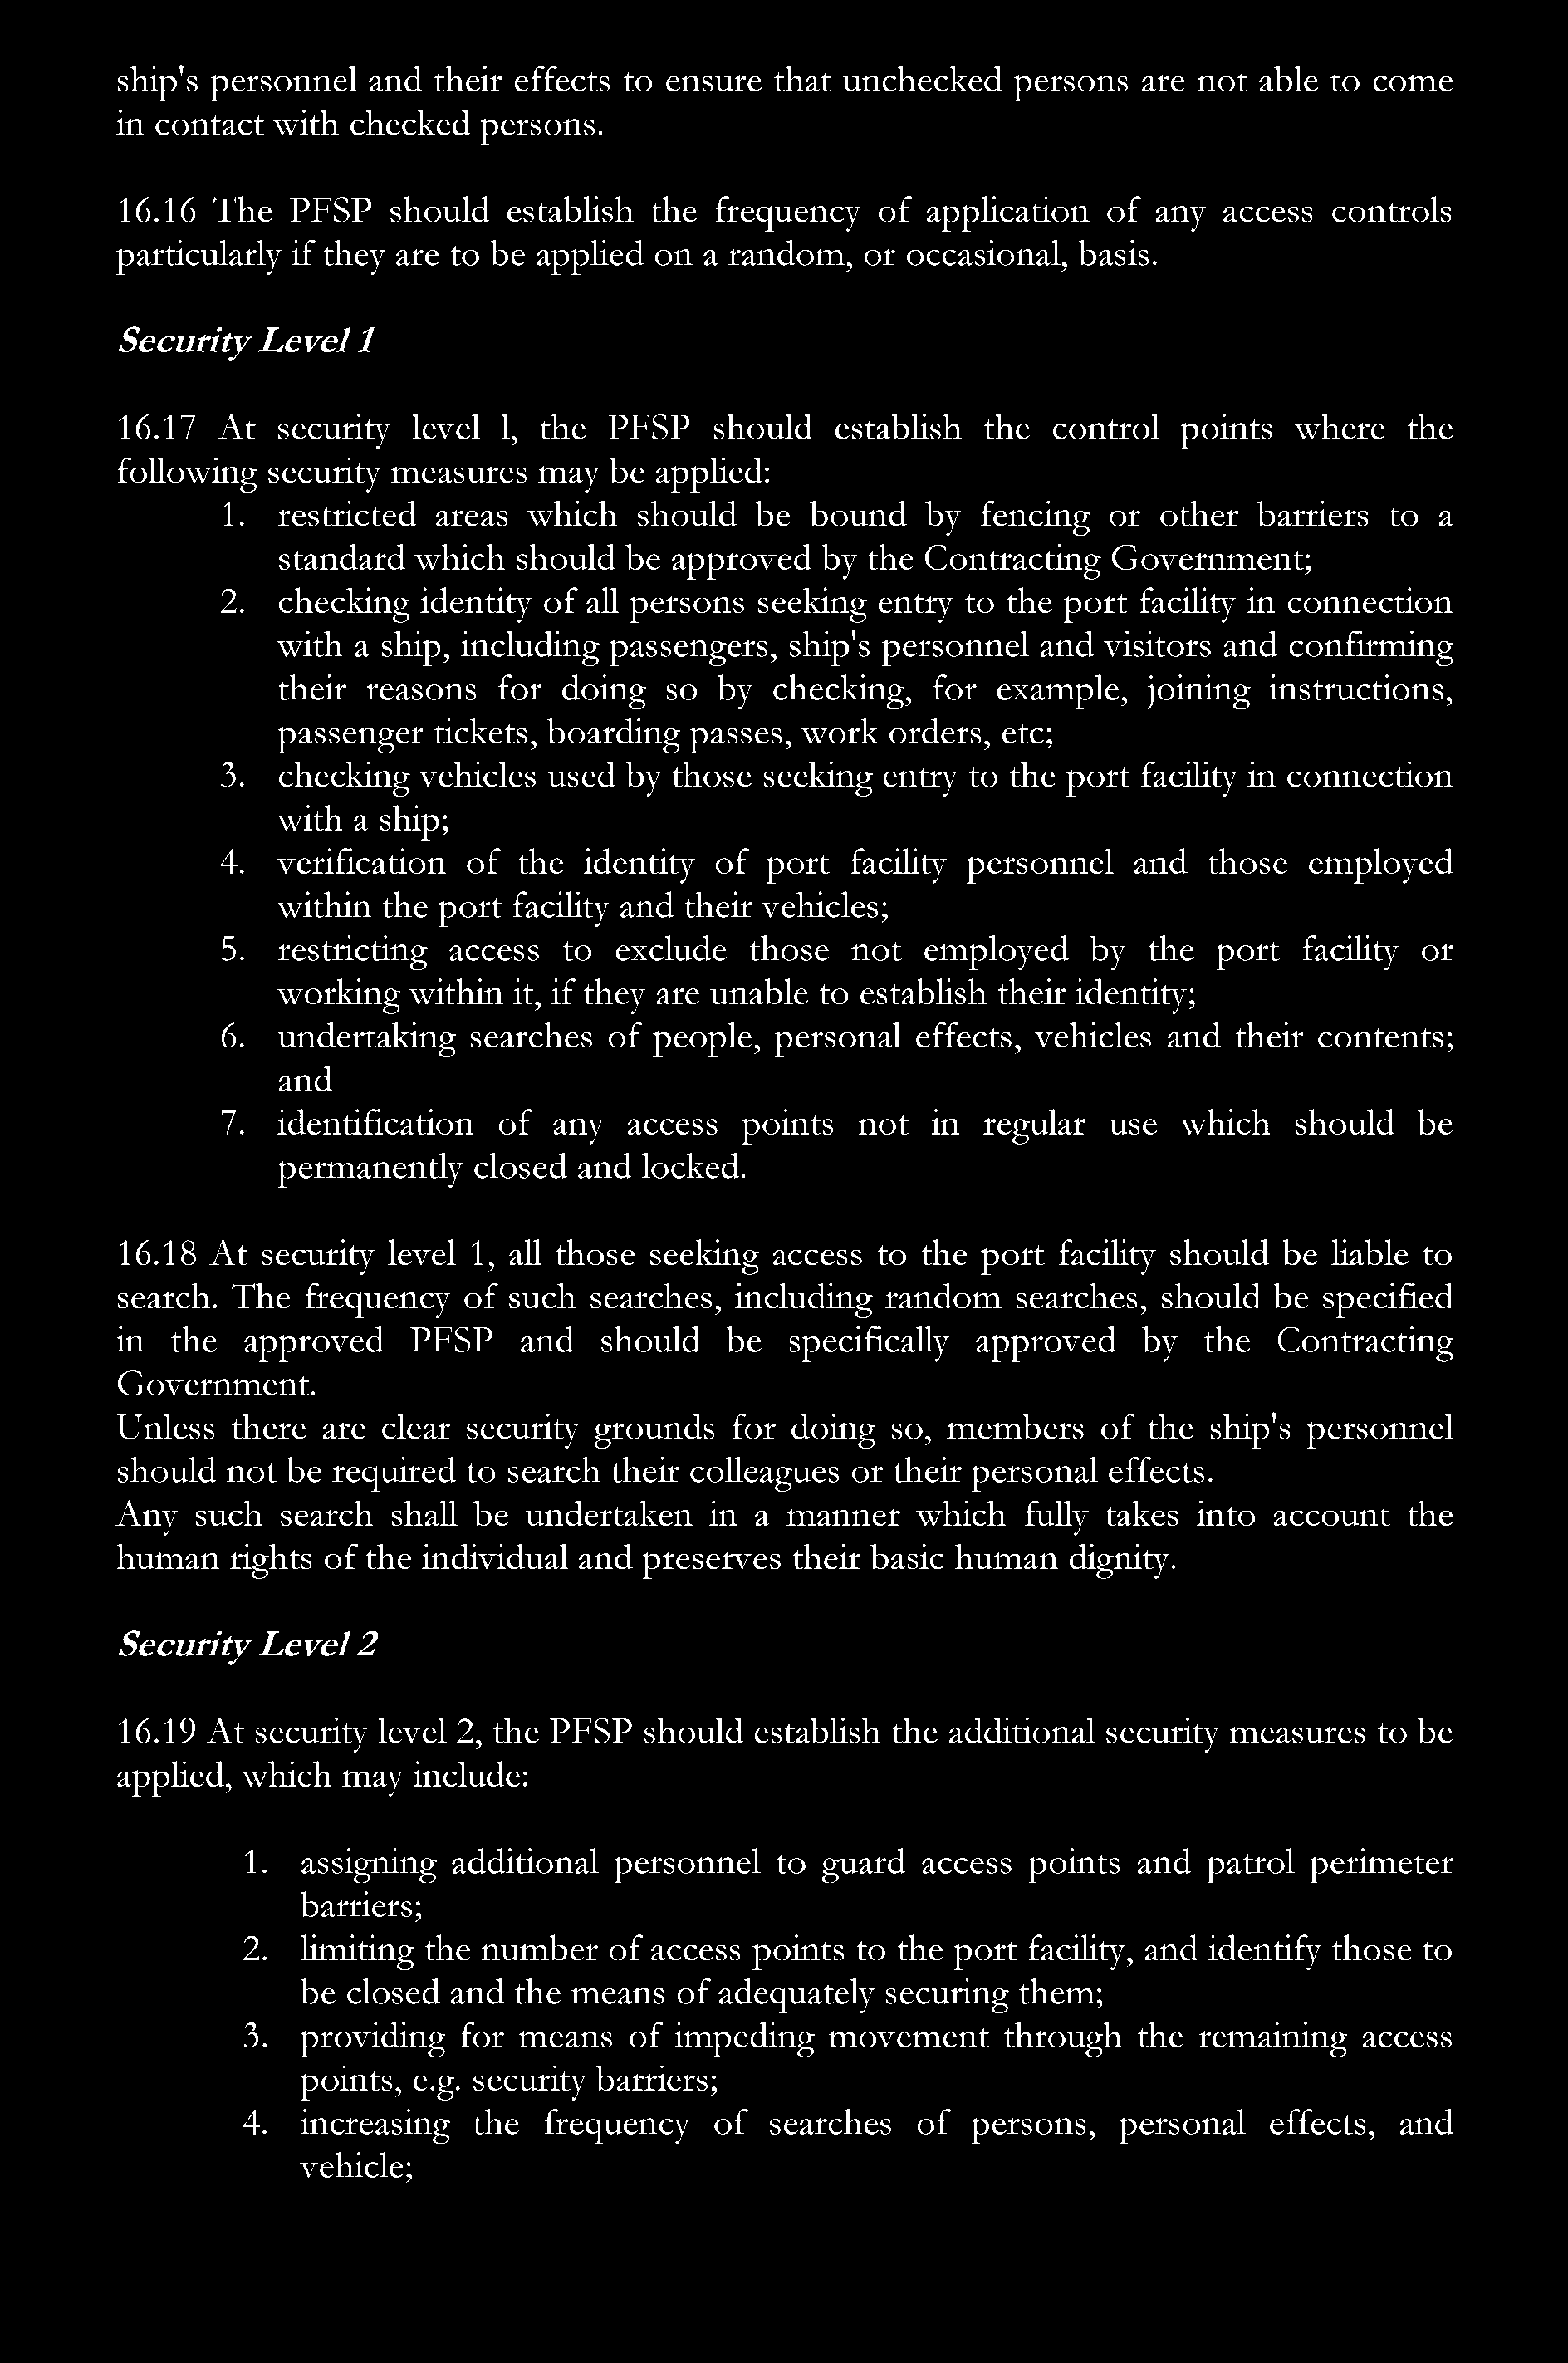 ship's personnel and their effects to ensure that unchecked persons are not able to come
in contact with checked persons.
16.16 The PFSP should establish the frequency of application of any access controls
particularly if they are to be applied on a random, or occasional, basis.
Security Level 1
16.17 At security level l, the PFSP should establish the control points where the
following security measures may be applied:
1. restricted areas which should be bound by fencing or other barriers to a
standard which should be approved by the Contracting Government;
2. checking identity of all persons seeking entry to the port facility in connection
with a ship, including passengers, ship's personnel and visitors and confirming
their reasons for doing so by checking, for example, joining instructions,
passenger tickets, boarding passes, work orders, etc;
3. checking vehicles used by those seeking entry to the port facility in connection
with a ship;
4. verification of the identity of port facility personnel and those employed
within the port facility and their vehicles;
5. restricting access to exclude those not employed by the port facility or
working within it, if they are unable to establish their identity;
6. undertaking searches of people, personal effects, vehicles and their contents;
and
7. identification of any access points not in regular use which should be
permanently closed and locked.
16.18 At security level 1, all those seeking access to the port facility should be liable to
search. The frequency of such searches, including random searches, should be specified
in the approved PFSP and should be specifically approved by the Contracting
Government.
Unless there are clear security grounds for doing so, members of the ship's personnel
should not be required to search their colleagues or their personal effects.
Any such search shall be undertaken in a manner which fully takes into account the
human rights of the individual and preserves their basic human dignity.
Security Level 2
16.19 At security level 2, the PFSP should establish the additional security measures to be
applied, which may include:
1. assigning additional personnel to guard access points and patrol perimeter
barriers;
2. limiting the number of access points to the port facility, and identify those to
be closed and the means of adequately securing them;
3. providing for means of impeding movement through the remaining access
points, e.g. security barriers;
4. increasing the frequency of searches of persons, personal effects, and
vehicle;